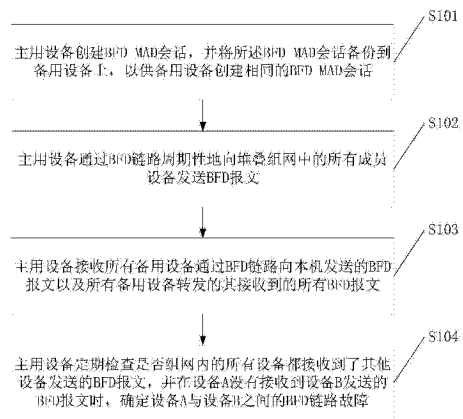 S101
主用设备创建BFD MAD会话，并将所述BFD MAD会话备份到
备用设备上，以供备用设备创建相同的BFD MAD会话
S102
主用设备通过BFD链路周期性地向堆叠组网中的所有成员
设备发送BFD报文
S103
主用设备接收所有备用设备通过BFD链路向本机发送的BFD
报文以及所有备用设备转发的其接收到的所有BFD报文
S104
主用设备定期检查是否组网内的所有设备都接收到了其他
设备发送的BFD报文，并在设备A没有接收到设备B发送的
BFD报文时，确定设备A与设备B之间的BFD链路故障